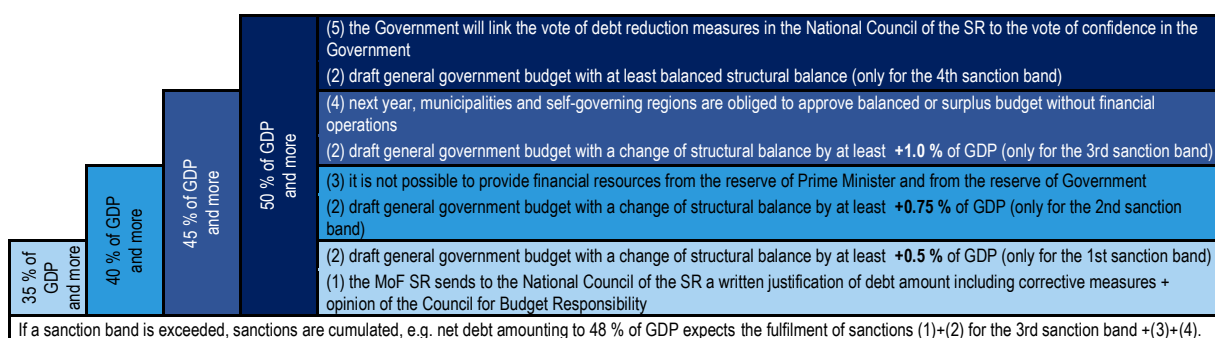 (5) the Government will link the vote of debt reduction measures in the National Council of the SR to the vote of confidence in the
Government
(2) draft general government budget with at least balanced structural balance (only for the 4th sanction band)
(4) next year, municipalities and self-governing regions are obliged to approve balanced or surplus budget without financial
operations
(2) draft general government budget with a change of structural balance by at least +1.0 % of GDP (only for the 3rd sanction band)
(3) it is not possible to provide financial resources from the reserve of Prime Minister and from the reserve of Government
(2) draft general government budget with a change of structural balance by at least +0.75 % of GDP (only for the 2nd sanction
band)
(2) draft general government budget with a change of structural balance by at least +0.5 % of GDP (only for the 1st sanction band)
(1) the MoF SR sends to the National Council of the SR a written justification of debt amount including corrective measures +
opinion of the Council for Budget Responsibility
35 % of
GDP
and more
40 % of GDP
and more
45 % of GDP
and more
50 % of GDP
and more
If a sanction band is exceeded, sanctions are cumulated, e.g. net debt amounting to 48 % of GDP expects the fulfilment of sanctions (1)+(2) for the 3rd sanction band +(3)+(4).